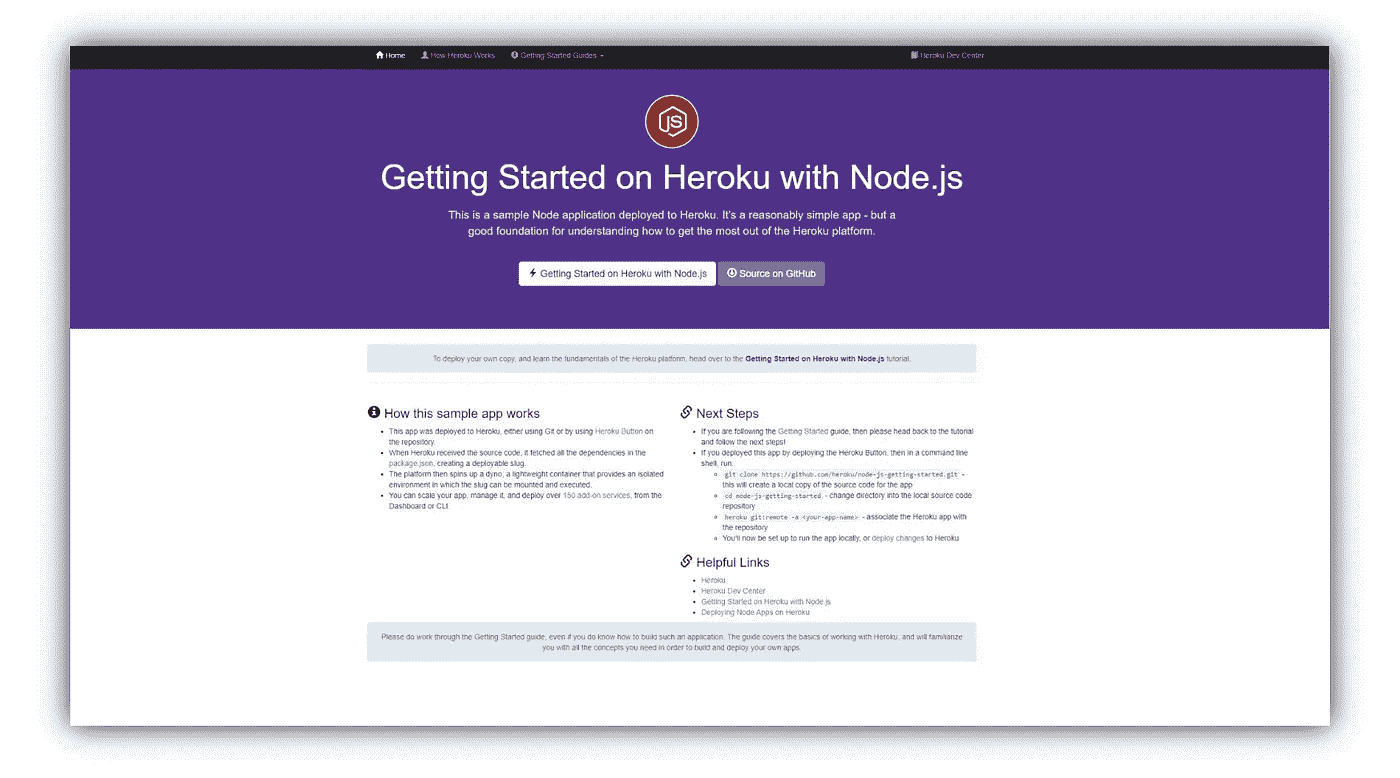 Home How Heroku Works Getting Started Guides Heroku Dev Center
JS
Getting Started on Heroku with Node.js
This is a sample Node application deployed to Heroku. It's a reasonably simple app - but a
good foundation for understanding how to get the most out of the Heroku platform.
Getting Started on Heroku with Node.js Source on GitHub
To deploy your own copy, and learn the fundamentals of the Heroku platform, head over to the Getting Started on Heroku with Node.js tutorial.
How this sample app works
This app was deployed to Heroku, either using Git or by using Heroku Button on
the repository.
When Heroku received the source code, it fetched all the dependencies in the
package.json, creating a deployable slug.
The platform then spins up a dyno, a lightweight container that provides an isolated
environment in which the slug can be mounted and executed.
You can scale your app, manage it, and deploy over 150 add-on services, from the
Dashboard or CLI.
Next Steps
If you are following the Getting Started guide, then please head back to the tutorial
and follow the next steps!
If you deployed this app by deploying the Heroku Button, then in a command line
shell, run:
git clone https://github.com/heroku/node-js-getting-started.git -
this will create a local copy of the source code for the app
cd node-js-getting-started - change directory into the local source code
repository
heroku git:remote -a <your-app-name> - associate the Heroku app with
the repository
You'll now be set up to run the app locally, or deploy changes to Heroku
Helpful Links
Heroku
Heroku Dev Center
Getting Started on Heroku with Node.js
Deploying Node Apps on Heroku
Please do work through the Getting Started guide, even if you do know how to build such an application. The guide covers the basics of working with Heroku, and will familiarize
you with all the concepts you need in order to build and deploy your own apps.